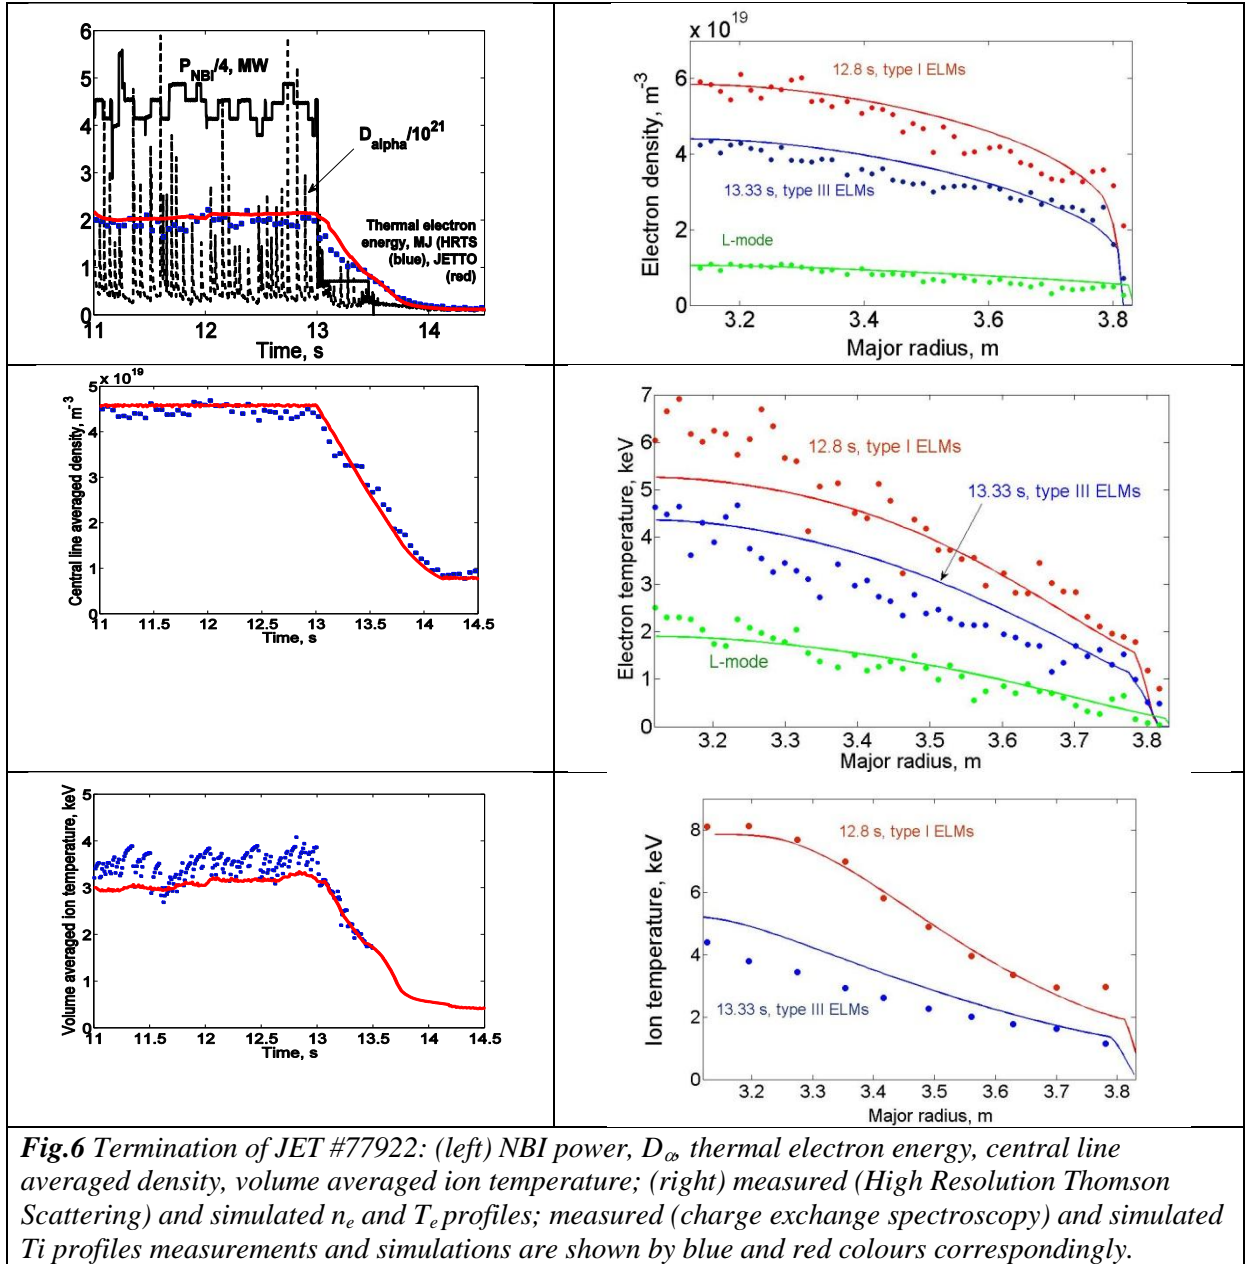 6
5
4
3
2
1
0
P_NBI/4, MW
D_alpha/10^21
Thermal electron
energy, MJ (HRTS
(blue), JETTO
(red)
11 12 13 14
Time, s
x 10^19
6
4
2
0
Electron density, m^-3
12.8 s, type I ELMs
13.33 s, type III ELMs
L-mode
3.2 3.4 3.6 3.8
Major radius, m
x 10^19
5
4
3
2
1
0
Central line averaged density, m^-3
11 11.5 12 12.5 13 13.5 14 14.5
Time, s
7
6
5
4
3
2
1
0
Electron temperature, keV
12.8 s, type I ELMs
13.33 s, type III ELMs
L-mode
3.2 3.3 3.4 3.5 3.6 3.7 3.8
Major radius, m
5
4
3
2
1
0
Volume averaged ion temperature, keV
11 11.5 12 12.5 13 13.5 14 14.5
Time, s
8
6
4
2
0
Ion temperature, keV
12.8 s, type I ELMs
13.33 s, type III ELMs
3.2 3.3 3.4 3.5 3.6 3.7 3.8
Major radius, m
Fig.6 Termination of JET #77922: (left) NBI power, Dα, thermal electron energy, central line
averaged density, volume averaged ion temperature; (right) measured (High Resolution Thomson
Scattering) and simulated n_e and T_e profiles; measured (charge exchange spectroscopy) and simulated
Ti profiles measurements and simulations are shown by blue and red colours correspondingly.